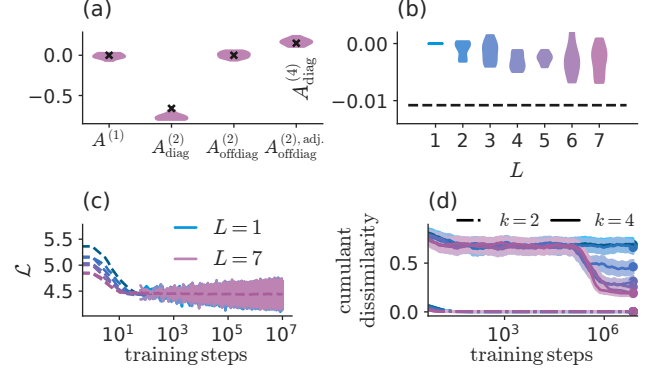 (a)
0.0
−0.5
A^(1)
A^(2)_diag
A^(2)_offdiag
A^(2), adj._offdiag
(b)
A^(4)_diag
0.00
−0.01
1 2 3 4 5 6 7
L
(c)
ℒ
5.5
5.0
4.5
L = 1
L = 7
10^1 10^3 10^5 10^7
training steps
(d)
k = 2 k = 4
cumulant
dissimilarity
0.5
0.0
10^3 10^6
training steps